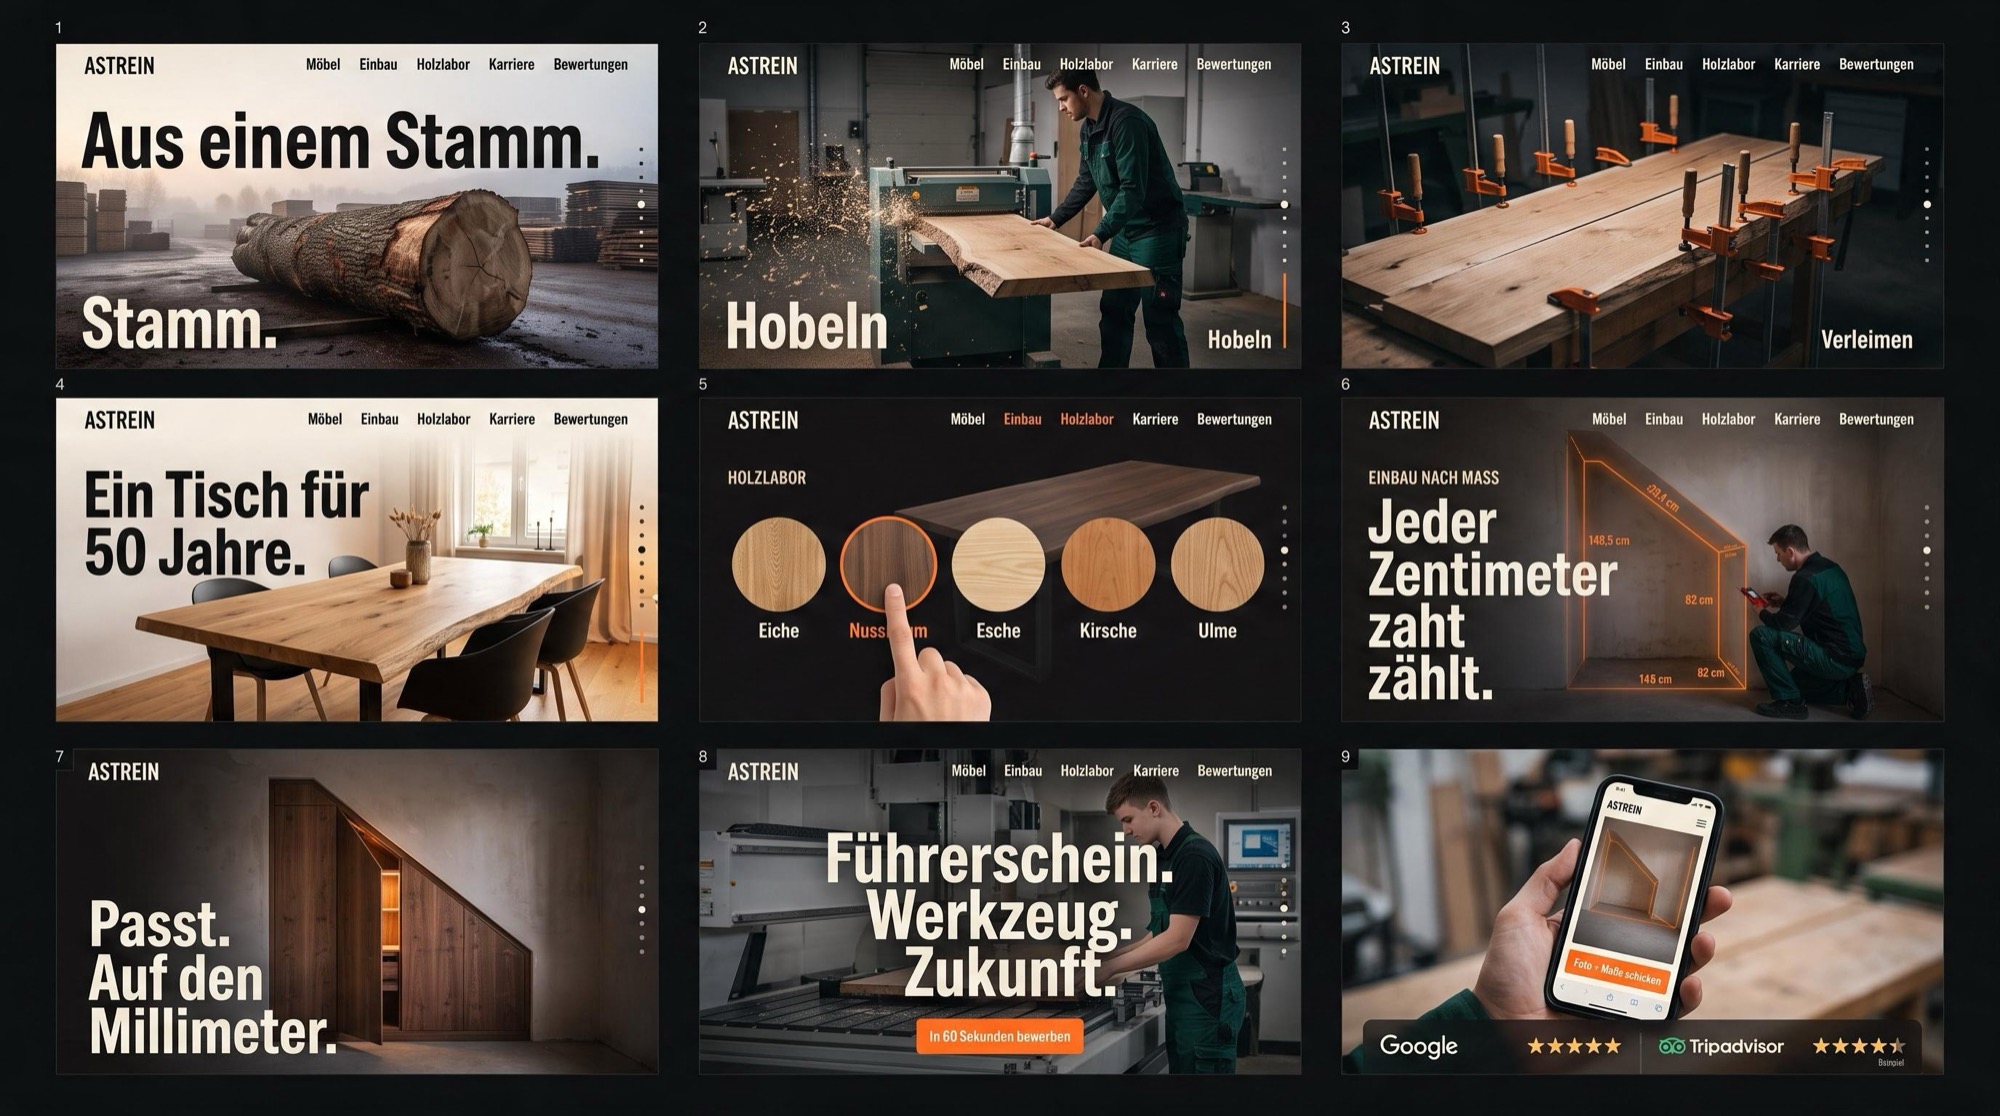 1
ASTREIN
Möbel Einbau Holzlabor Karriere Bewertungen
Aus einem Stamm.
Stamm.
2
ASTREIN
Möbel Einbau Holzlabor Karriere Bewertungen
Hobeln
Hobeln
3
ASTREIN
Möbel Einbau Holzlabor Karriere Bewertungen
Verleimen
4
ASTREIN
Möbel Einbau Holzlabor Karriere Bewertungen
Ein Tisch für
50 Jahre.
5
ASTREIN
Möbel Einbau Holzlabor Karriere Bewertungen
HOLZLABOR
Eiche Esche Kirsche Ulme
6
ASTREIN
Möbel Einbau Holzlabor Karriere Bewertungen
EINBAU NACH MASS
Jeder
Zentimeter
zaht
zählt.
148,5 cm
82 cm
82 cm
7
ASTREIN
Passt.
Auf den
Millimeter.
8
ASTREIN
Möbel Einbau Holzlabor Karriere Bewertungen
Führerschein.
Werkzeug.
Zukunft.
In 60 Sekunden bewerben
9
ASTREIN
Foto + Maße schicken
Google Tripadvisor